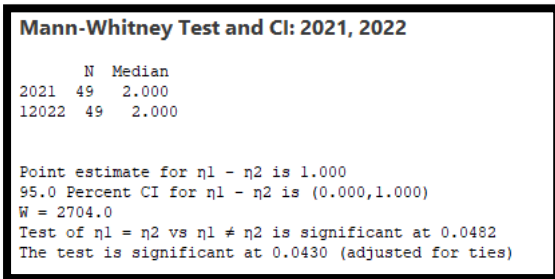 Mann-Whitney Test and CI: 2021, 2022
N Median
2021 49 2.000
12022 49 2.000
Point estimate for η1 - η2 is 1.000
95.0 Percent CI for η1 - η2 is (0.000,1.000)
W = 2704.0
Test of η1 = η2 vs η1 ≠ η2 is significant at 0.0482
The test is significant at 0.0430 (adjusted for ties)